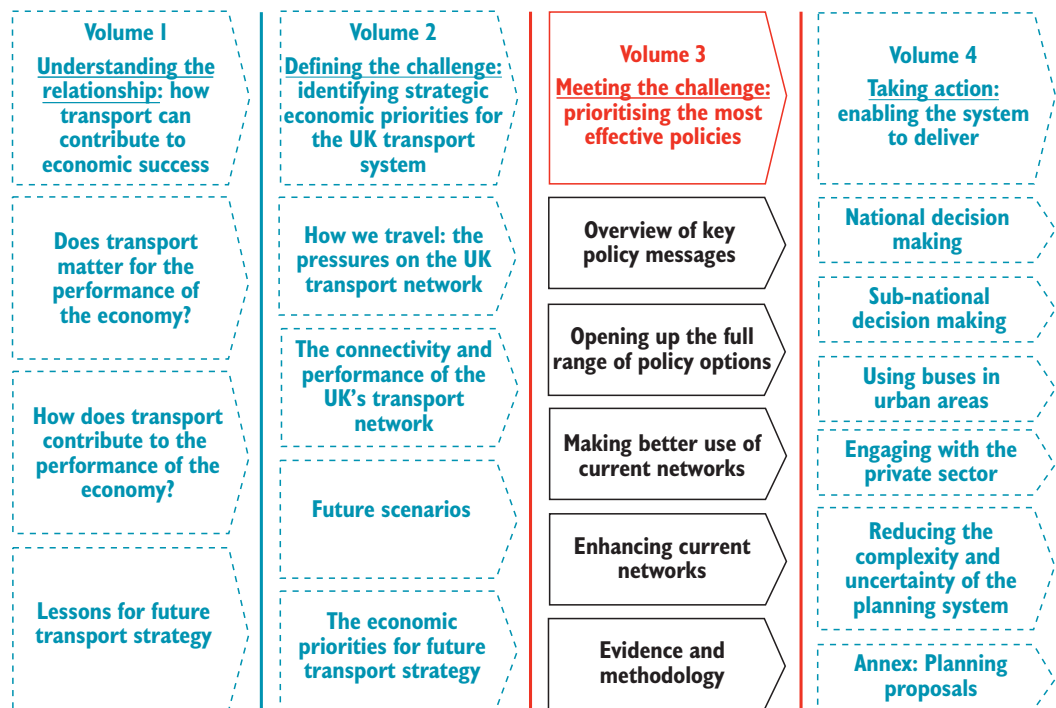 Volume 1
Understanding the
relationship: how
transport can
contribute to
economic success
Does transport
matter for the
performance of
the economy?
How does transport
contribute to the
performance of the
economy?
Lessons for future
transport strategy
Volume 2
Defining the challenge:
identifying strategic
economic priorities for
the UK transport
system
How we travel: the
pressures on the UK
transport network
The connectivity and
performance of the
UK's transport
network
Future scenarios
The economic
priorities for future
transport strategy
Volume 3
Meeting the challenge:
prioritising the most
effective policies
Overview of key
policy messages
Opening up the full
range of policy options
Making better use of
current networks
Enhancing current
networks
Evidence and
methodology
Volume 4
Taking action:
enabling the system
to deliver
National decision
making
Sub-national
decision making
Using buses in
urban areas
Engaging with the
private sector
Reducing the
complexity and
uncertainty of the
planning system
Annex: Planning
proposals